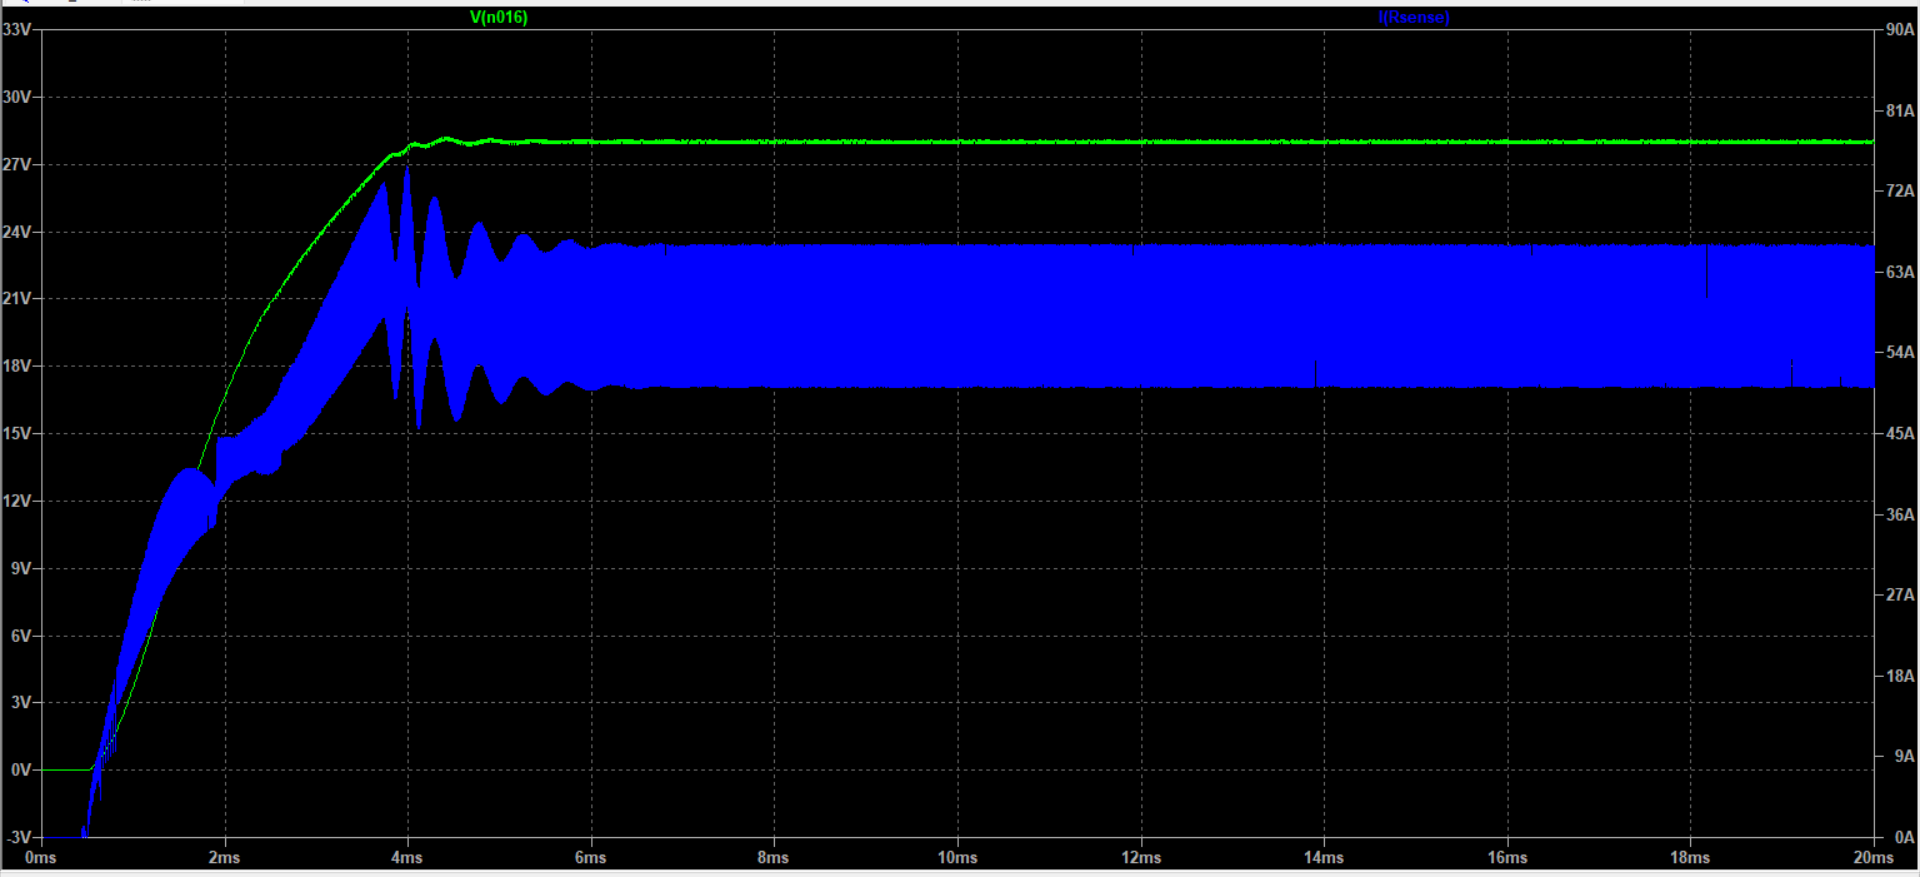 V(n016) I(Rsense)
33V 90A
30V 81A
27V 72A
24V 63A
21V 54A
18V 45A
15V 36A
12V 27A
9V 18A
6V 9A
3V 0A
0V
-3V
0ms 2ms 4ms 6ms 8ms 10ms 12ms 14ms 16ms 18ms 20ms